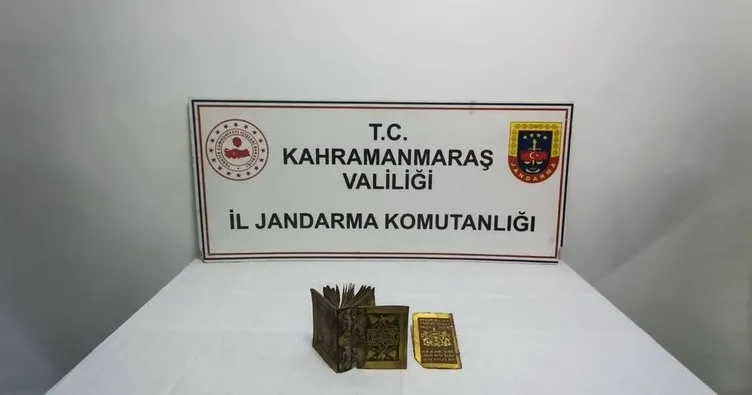 T.C.
KAHRAMANMARAŞ
VALİLİĞİ
İL JANDARMA KOMUTANLIĞI
JANDARMA